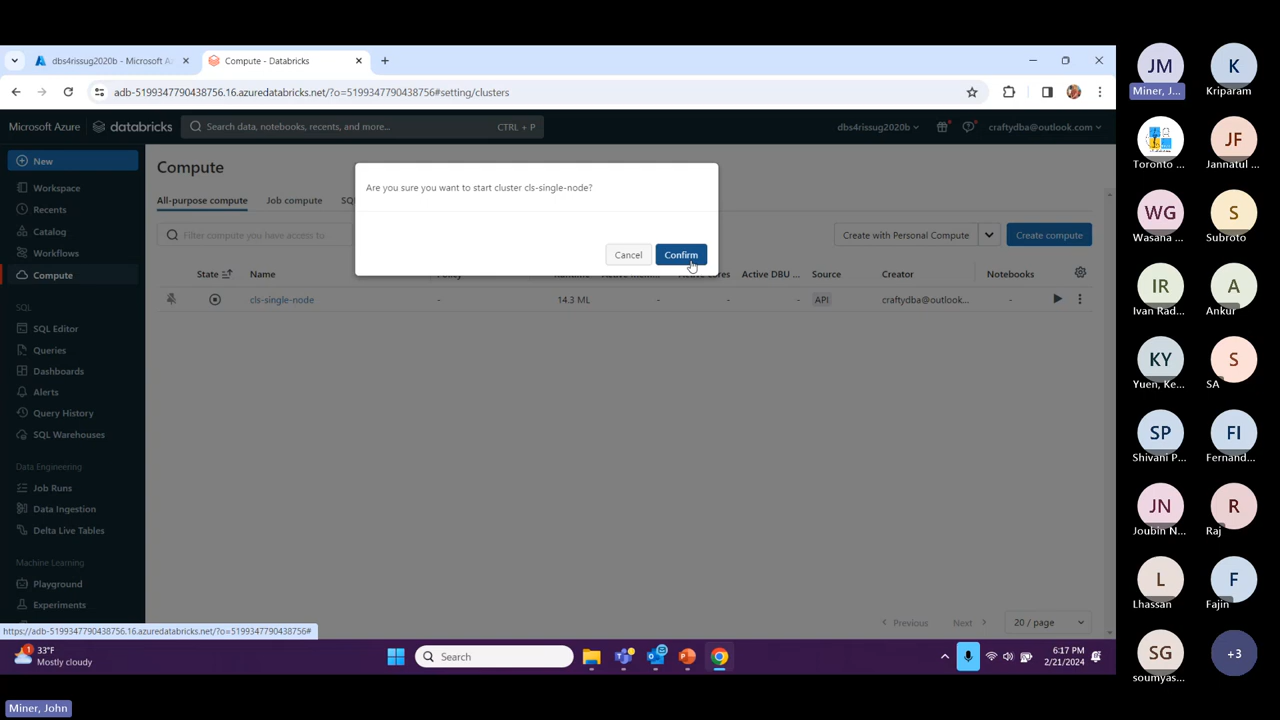 dbs4rissug2020b - Microsoft Az
Compute - Databricks
adb-5199347790438756.16.azuredatabricks.net/?o=5199347790438756#setting/clusters
Microsoft Azure
databricks
Search data, notebooks, recents, and more...
CTRL + P
dbs4rissug2020b
craftydba@outlook.com
New
Workspace
Recents
Catalog
Workflows
Compute
SQL
SQL Editor
Queries
Dashboards
Alerts
Query History
SQL Warehouses
Data Engineering
Job Runs
Data Ingestion
Delta Live Tables
Machine Learning
Playground
Experiments
Compute
All-purpose compute
Job compute
Filter compute you have access to
Create with Personal Compute
Create compute
Are you sure you want to start cluster cls-single-node?
Cancel
Confirm
State
Name
Policy
Active DBU ...
Source
Creator
Notebooks
cls-single-node
-
14.3 ML
-
-
-
API
craftydba@outlook...
-
Previous
Next
20 / page
https://adb-5199347790438756.16.azuredatabricks.net/?o=5199347790438756#
1
33°F
Mostly cloudy
Search
6:17 PM
2/21/2024
Miner, John
JM
Miner, J...
K
Kriparam
Toronto ...
JF
Jannatul ...
WG
Wasana ...
S
Subroto
IR
Ivan Rad...
A
Ankur
KY
Yuen, Ke...
S
SA
SP
Shivani P...
FI
Fernand...
JN
Joubin N...
R
Raj
L
Lhassan
F
Fajin
SG
soumyas...
+3